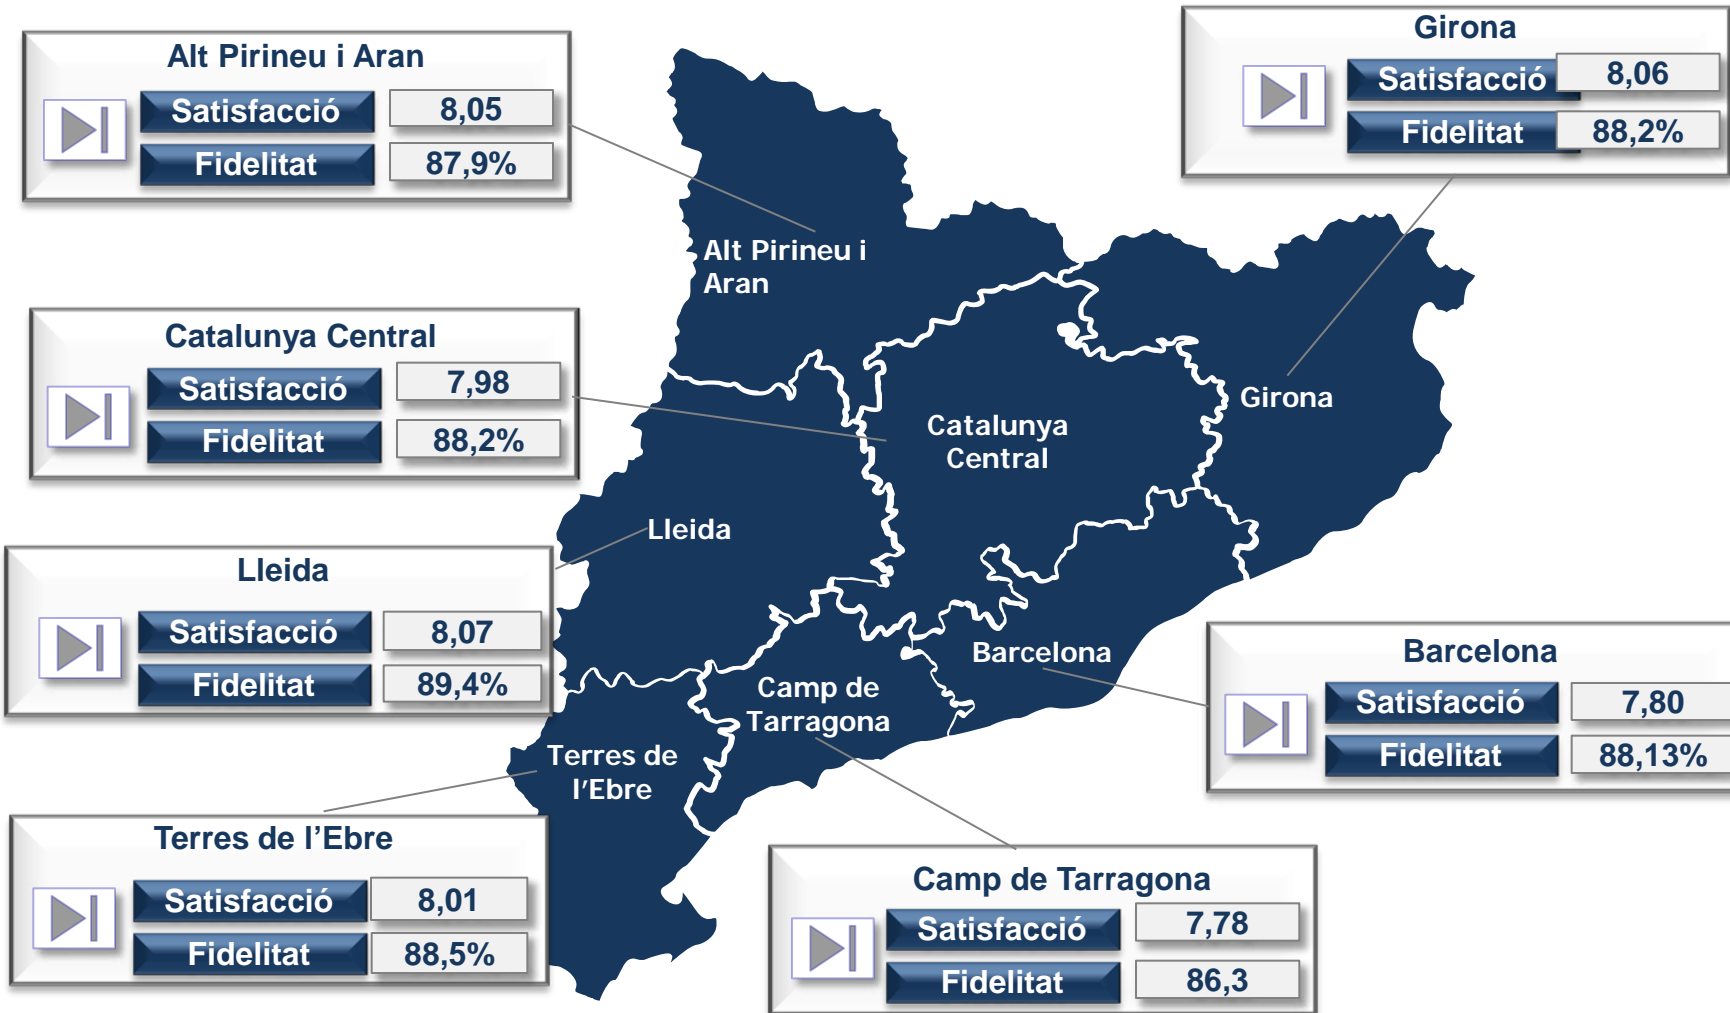 Alt Pirineu i Aran
Satisfacció 8,05
Fidelitat 87,9%
Girona
Satisfacció 8,06
Fidelitat 88,2%
Alt Pirineu i
Aran
Catalunya Central
Satisfacció 7,98
Fidelitat 88,2%
Girona
Catalunya
Central
Lleida
Lleida
Satisfacció 8,07
Fidelitat 89,4%
Barcelona
Barcelona
Satisfacció 7,80
Fidelitat 88,13%
Camp de
Tarragona
Terres de
l'Ebre
Terres de l’Ebre
Satisfacció 8,01
Fidelitat 88,5%
Camp de Tarragona
Satisfacció 7,78
Fidelitat 86,3